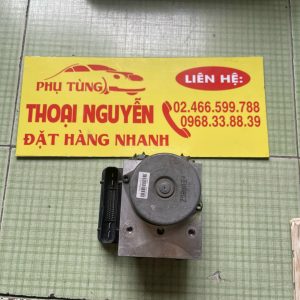 PHỤ TÙNG
THOẠI NGUYỄN
ĐẶT HÀNG NHANH
LIÊN HỆ:
02.466.599.788
0968.33.88.39